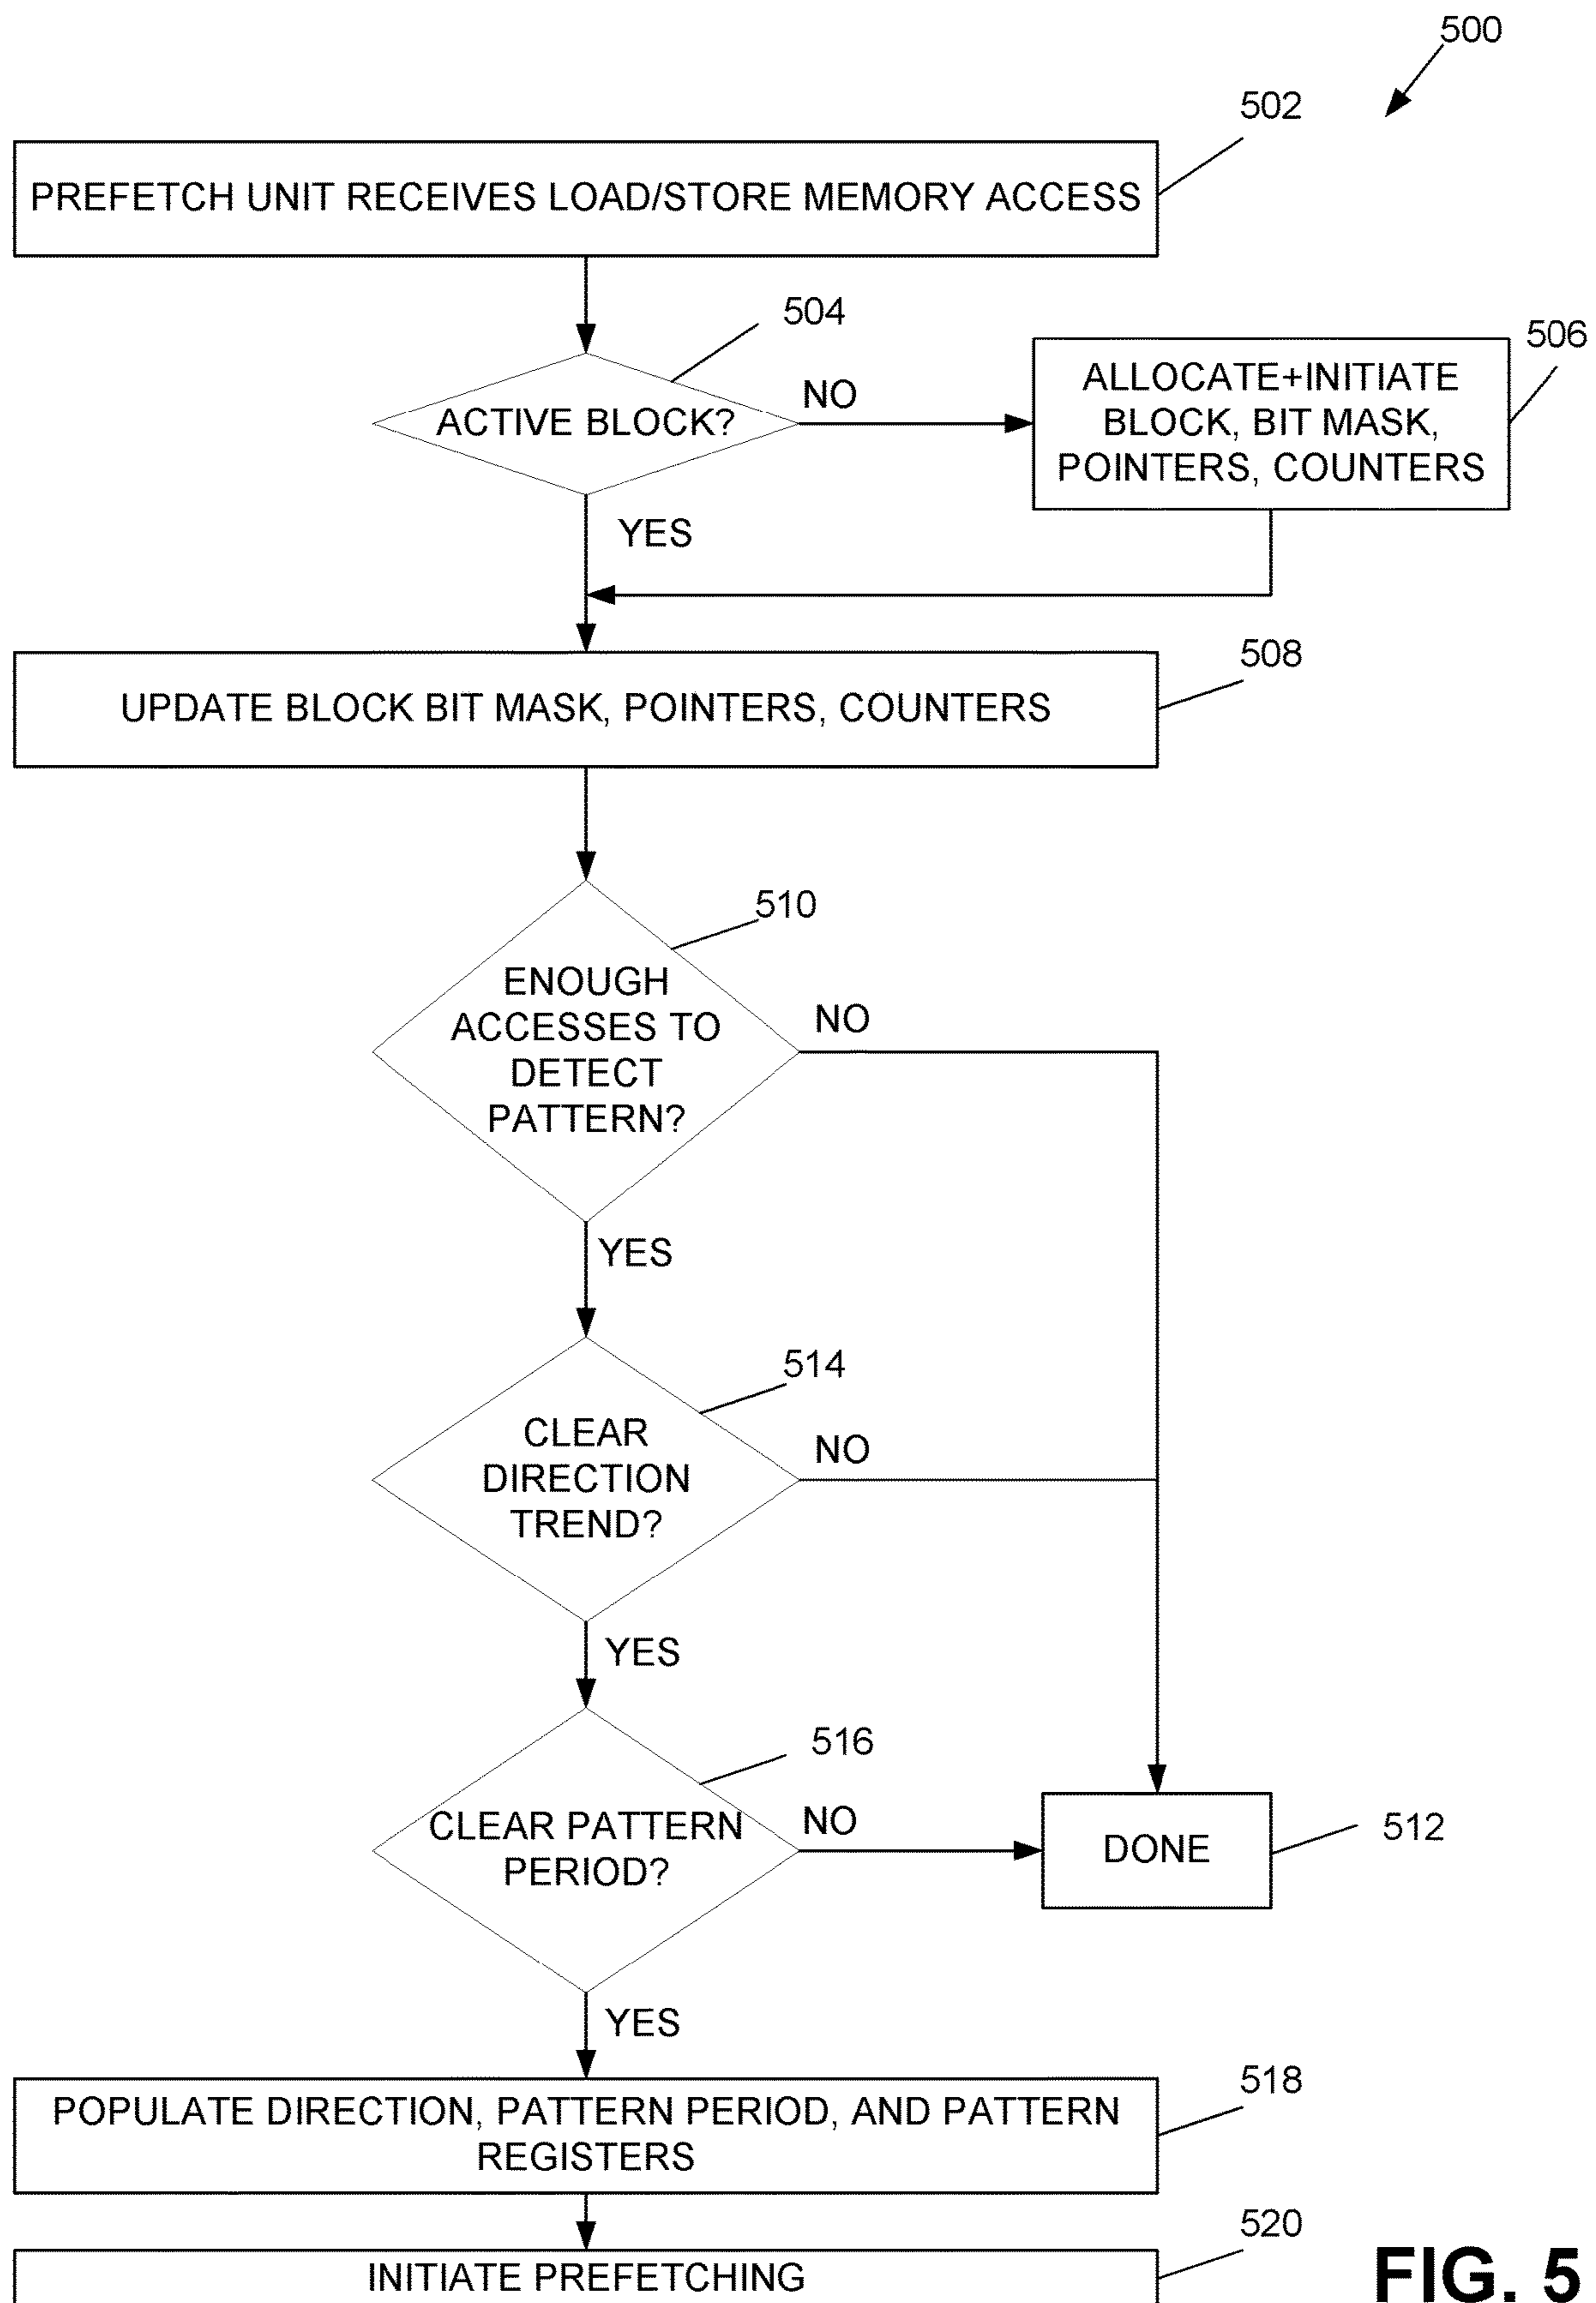 500
502
PREFETCH UNIT RECEIVES LOAD/STORE MEMORY ACCESS
504
506
ACTIVE BLOCK?
NO
ALLOCATE+INITIATE
BLOCK, BIT MASK,
POINTERS, COUNTERS
YES
508
UPDATE BLOCK BIT MASK, POINTERS, COUNTERS
510
ENOUGH
ACCESSES TO
DETECT
PATTERN?
NO
YES
514
CLEAR
DIRECTION
TREND?
NO
YES
516
CLEAR PATTERN
PERIOD?
NO
DONE
512
YES
518
POPULATE DIRECTION, PATTERN PERIOD, AND PATTERN
REGISTERS
520
INITIATE PREFETCHING
FIG. 5